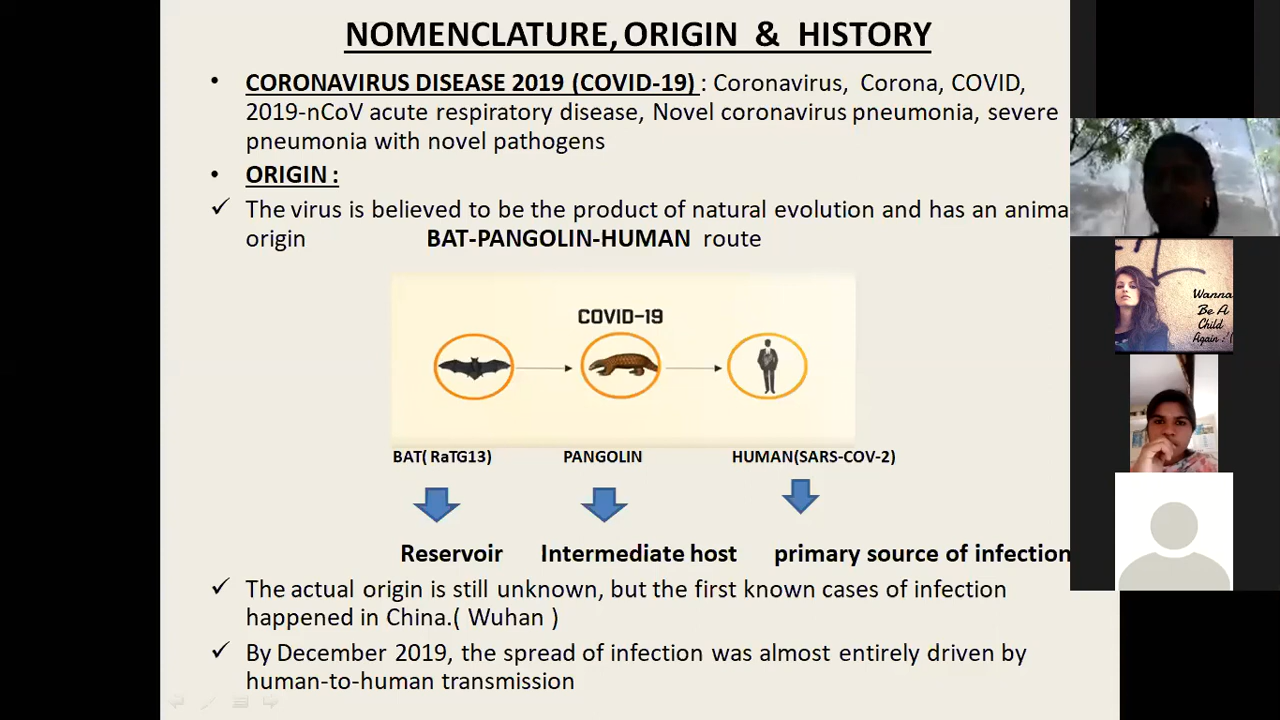 NOMENCLATURE, ORIGIN & HISTORY
• CORONAVIRUS DISEASE 2019 (COVID-19) : Coronavirus, Corona, COVID,
2019-nCoV acute respiratory disease, Novel coronavirus pneumonia, severe
pneumonia with novel pathogens
• ORIGIN :
✓ The virus is believed to be the product of natural evolution and has an anima
origin BAT-PANGOLIN-HUMAN route
COVID-19
BAT( RaTG13) PANGOLIN HUMAN(SARS-COV-2)
Reservoir Intermediate host primary source of infection
✓ The actual origin is still unknown, but the first known cases of infection
happened in China.( Wuhan )
✓ By December 2019, the spread of infection was almost entirely driven by
human-to-human transmission
Wanna
Be A
Child
Again :'(